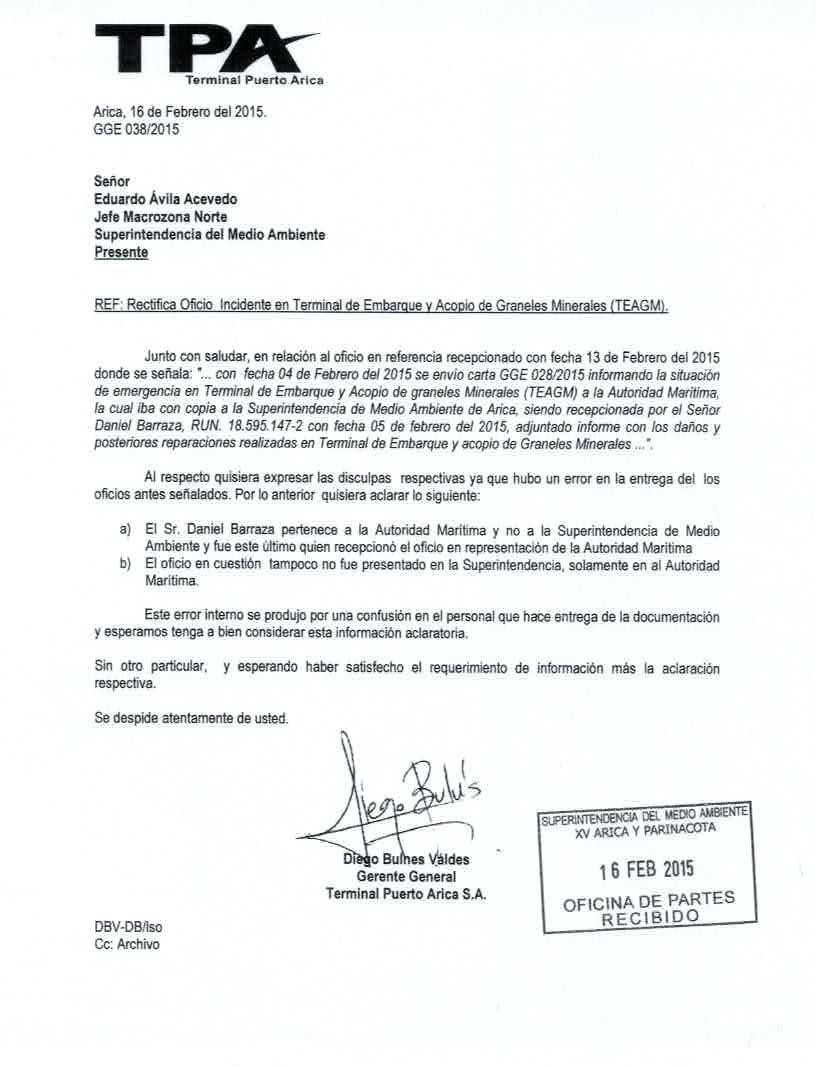 TPA
Terminal Puerto Arica
Arica, 16 de Febrero del 2015.
GGE 038/2015
Señor
Eduardo Ávila Acevedo
Jefe Macrozona Norte
Superintendencia del Medio Ambiente
Presente
REF: Rectifica Oficio Incidente en Terminal de Embarque y Acopio de Graneles Minerales (TEAGM).
Junto con saludar, en relación al oficio en referencia recepcionado con fecha 13 de Febrero del 2015
donde se señala: "... con fecha 04 de Febrero del 2015 se envio carta GGE 028/2015 informando la situación
de emergencia en Terminal de Embarque y Acopio de graneles Minerales (TEAGM) a la Autoridad Marítima,
la cual iba con copia a la Superintendencia de Medio Ambiente de Arica, siendo recepcionada por el Señor
Daniel Barraza, RUN. 18.595.147-2 con fecha 05 de febrero del 2015, adjuntado informe con los daños y
posteriores reparaciones realizadas en Terminal de Embarque y acopio de Graneles Minerales ...".
Al respecto quisiera expresar las disculpas respectivas ya que hubo un error en la entrega del los
oficios antes señalados. Por lo anterior quisiera aclarar lo siguiente:
a) El Sr. Daniel Barraza pertenece a la Autoridad Marítima y no a la Superintendencia de Medio
Ambiente y fue este último quien recepcionó el oficio en representación de la Autoridad Maritima
b) El oficio en cuestión tampoco no fue presentado en la Superintendencia, solamente en al Autoridad
Maritima.
Este error interno se produjo por una confusión en el personal que hace entrega de la documentación
y esperamos tenga a bien considerar esta información aclaratoria.
Sin otro particular, y esperando haber satisfecho el requerimiento de información más la aclaración
respectiva.
Se despide atentamente de usted.
Diego Bulnes
Diego Bulnes Váldes
Gerente General
Terminal Puerto Arica S.A.
SUPERINTENDENCIA DEL MEDIO AMBIENTE
XV ARICA Y PARINACOTA
16 FEB 2015
OFICINA DE PARTES
RECIBIDO
DBV-DB/lso
Cc: Archivo